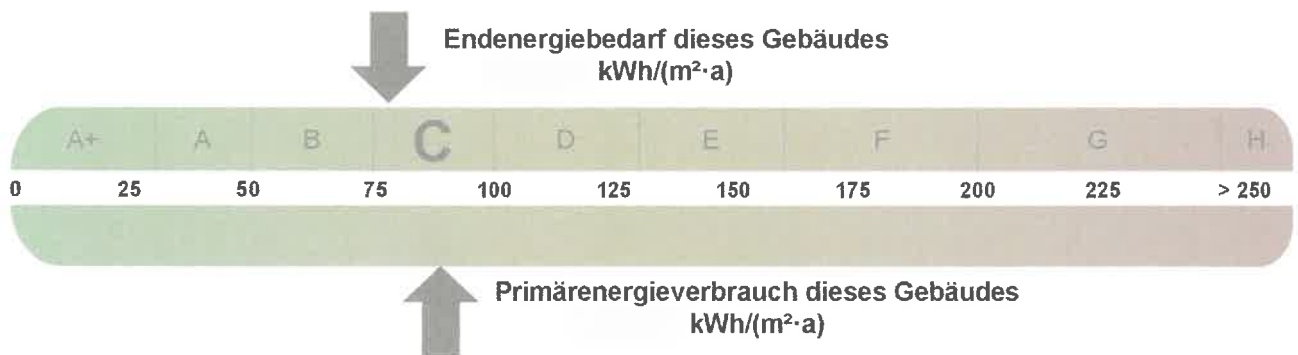 Endenergiebedarf dieses Gebäudes
kWh/(m²·a)
A+ A B C D E F G H
0 25 50 75 100 125 150 175 200 225 > 250
Primärenergieverbrauch dieses Gebäudes
kWh/(m²·a)